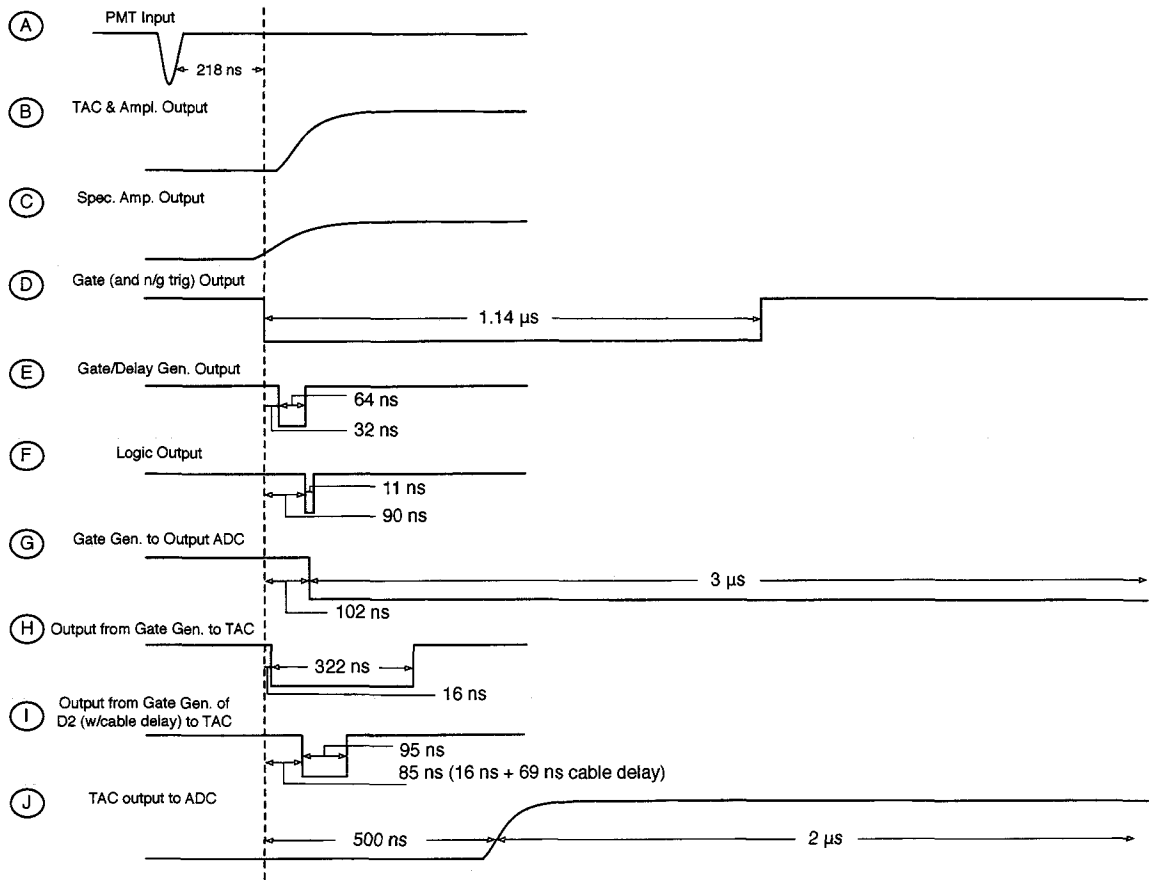 A
PMT Input
218 ns
B
TAC & Ampl. Output
C
Spec. Amp. Output
D
Gate (and n/g trig) Output
1.14 µs
E
Gate/Delay Gen. Output
64 ns
32 ns
F
Logic Output
11 ns
90 ns
G
Gate Gen. to Output ADC
3 µs
102 ns
H
Output from Gate Gen. to TAC
322 ns
16 ns
I
Output from Gate Gen. of
D2 (w/cable delay) to TAC
95 ns
85 ns (16 ns + 69 ns cable delay)
J
TAC output to ADC
500 ns
2 µs